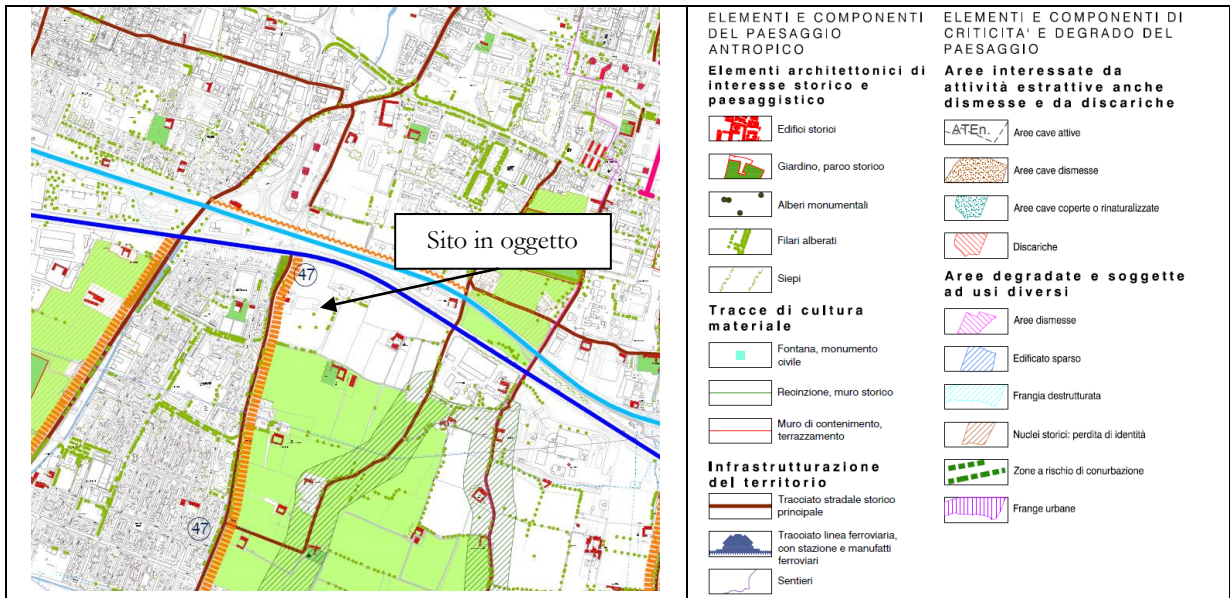 Sito in oggetto
47
47
ELEMENTI E COMPONENTI
DEL PAESAGGIO
ANTROPICO
Elementi architettonici di
interesse storico e
paesaggistico
Edifici storici
Giardino, parco storico
Alberi monumentali
Filari alberati
Siepi
Tracce di cultura
materiale
Fontana, monumento
civile
Recinzione, muro storico
Muro di contenimento,
terrazzamento
Infrastrutturazione
del territorio
Tracciato stradale storico
principale
Tracciato linea ferroviaria,
con stazione e manufatti
ferroviari
Sentieri
ELEMENTI E COMPONENTI DI
CRITICITA' E DEGRADO DEL
PAESAGGIO
Aree interessate da
attività estrattive anche
dismesse e da discariche
ATEn.
Aree cave attive
Aree cave dismesse
Aree cave coperte o rinaturalizzate
Discariche
Aree degradate e soggette
ad usi diversi
Aree dismesse
Edificato sparso
Frangia destrutturata
Nuclei storici: perdita di identità
Zone a rischio di conurbazione
Frange urbane